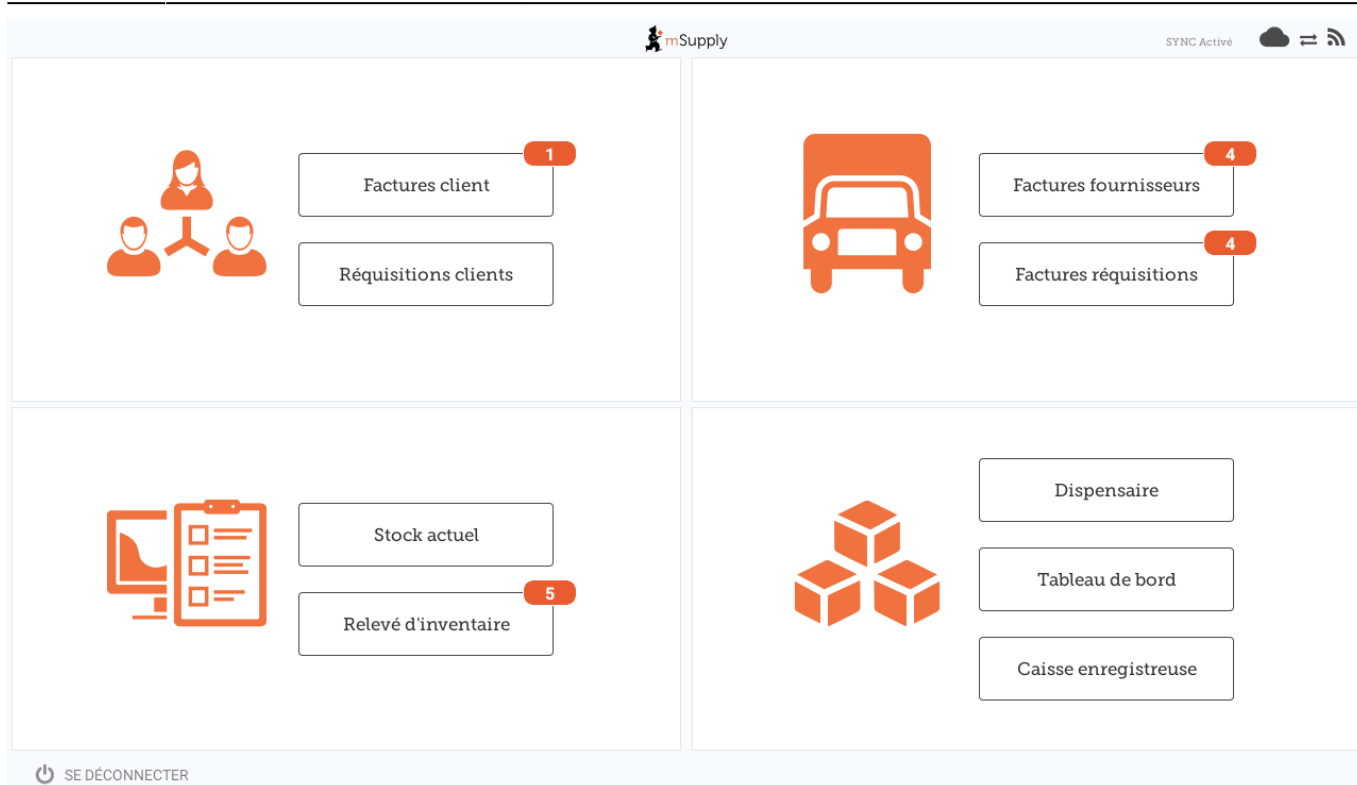 mSupply
SYNC Activé
1
Factures client
Réquisitions clients
4
Factures fournisseurs
4
Factures réquisitions
Stock actuel
5
Relevé d'inventaire
Dispensaire
Tableau de bord
Caisse enregistreuse
SE DÉCONNECTER